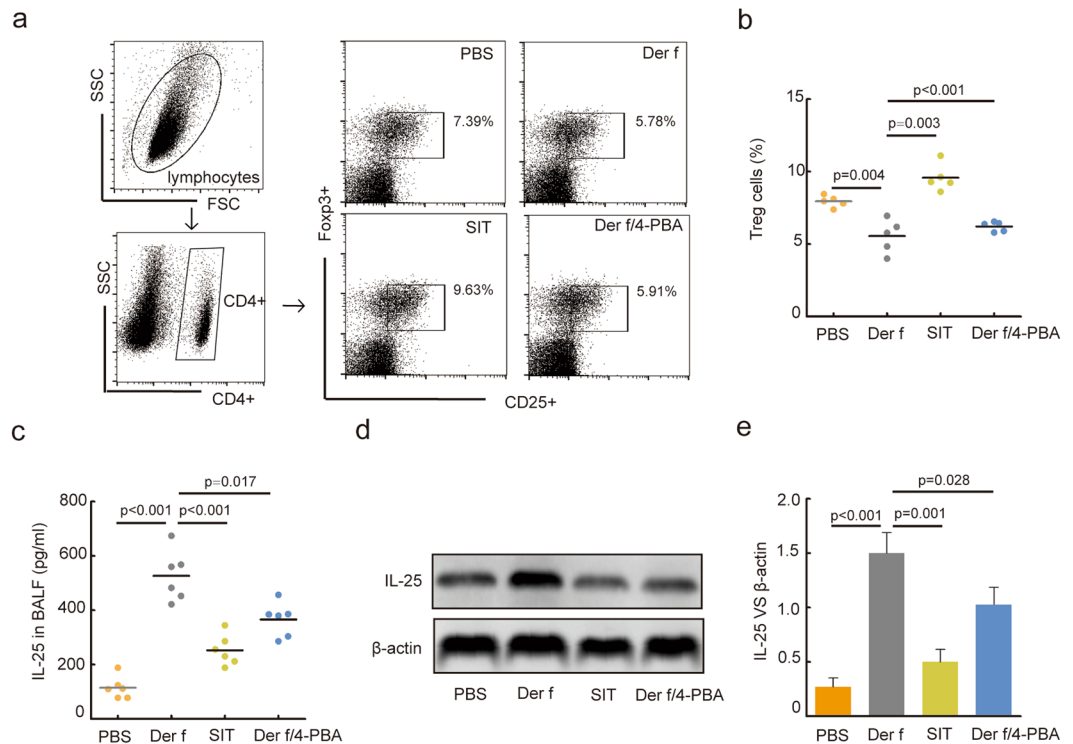 a
SSC
lymphocytes
FSC
SSC
CD4+
CD4+
PBS
7.39%
Der f
5.78%
Foxp3+
SIT
9.63%
Der f/4-PBA
5.91%
CD25+
b
Treg cells (%)
15
10
5
0
p<0.001
p=0.003
p=0.004
PBS
Der f
SIT
Der f/4-PBA
c
IL-25 in BALF (pg/ml)
800
600
400
200
0
p=0.017
p<0.001
p<0.001
PBS
Der f
SIT
Der f/4-PBA
d
IL-25
β-actin
PBS
Der f
SIT
Der f/4-PBA
e
IL-25 VS β-actin
2.0
1.5
1.0
0.5
0
p=0.028
p<0.001
p=0.001
PBS
Der f
SIT
Der f/4-PBA